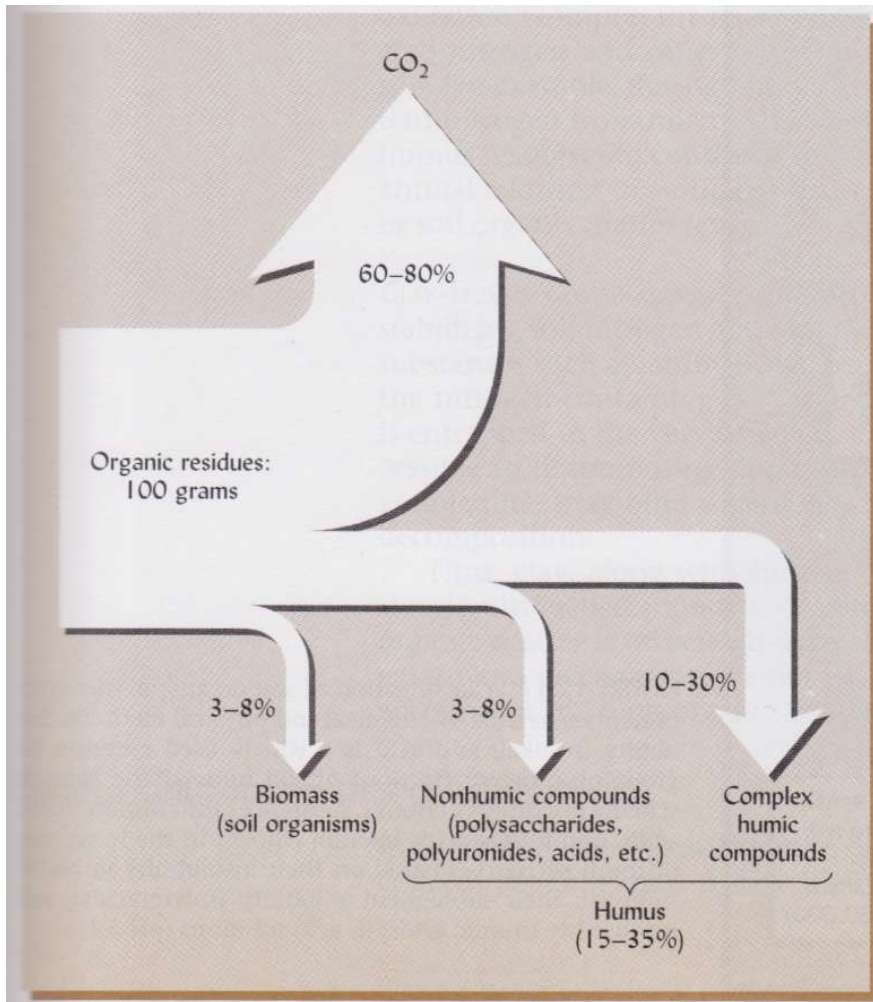 CO₂
60–80%
Organic residues:
100 grams
3–8%
3–8%
10–30%
Biomass
(soil organisms)
Nonhumic compounds
(polysaccharides,
polyuronides, acids, etc.)
Complex
humic
compounds
Humus
(15–35%)